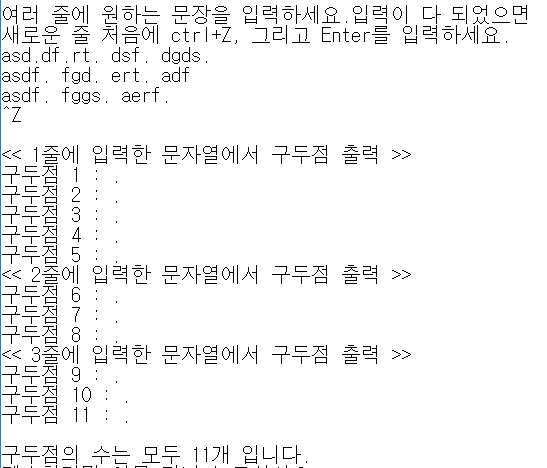 여러 줄에 원하는 문장을 입력하세요.입력이 다 되었으면
새로운 줄 처음에 ctrl+Z, 그리고 Enter를 입력하세요.
asd.df.rt. dsf. dgds.
asdf. fgd. ert. adf
asdf. fggs. aerf.
^Z
<< 1줄에 입력한 문자열에서 구두점 출력 >>
구두점 1 : .
구두점 2 : .
구두점 3 : .
구두점 4 : .
구두점 5 : .
<< 2줄에 입력한 문자열에서 구두점 출력 >>
구두점 6 : .
구두점 7 : .
구두점 8 : .
<< 3줄에 입력한 문자열에서 구두점 출력 >>
구두점 9 : .
구두점 10 : .
구두점 11 : .
구두점의 수는 모두 11개 입니다.